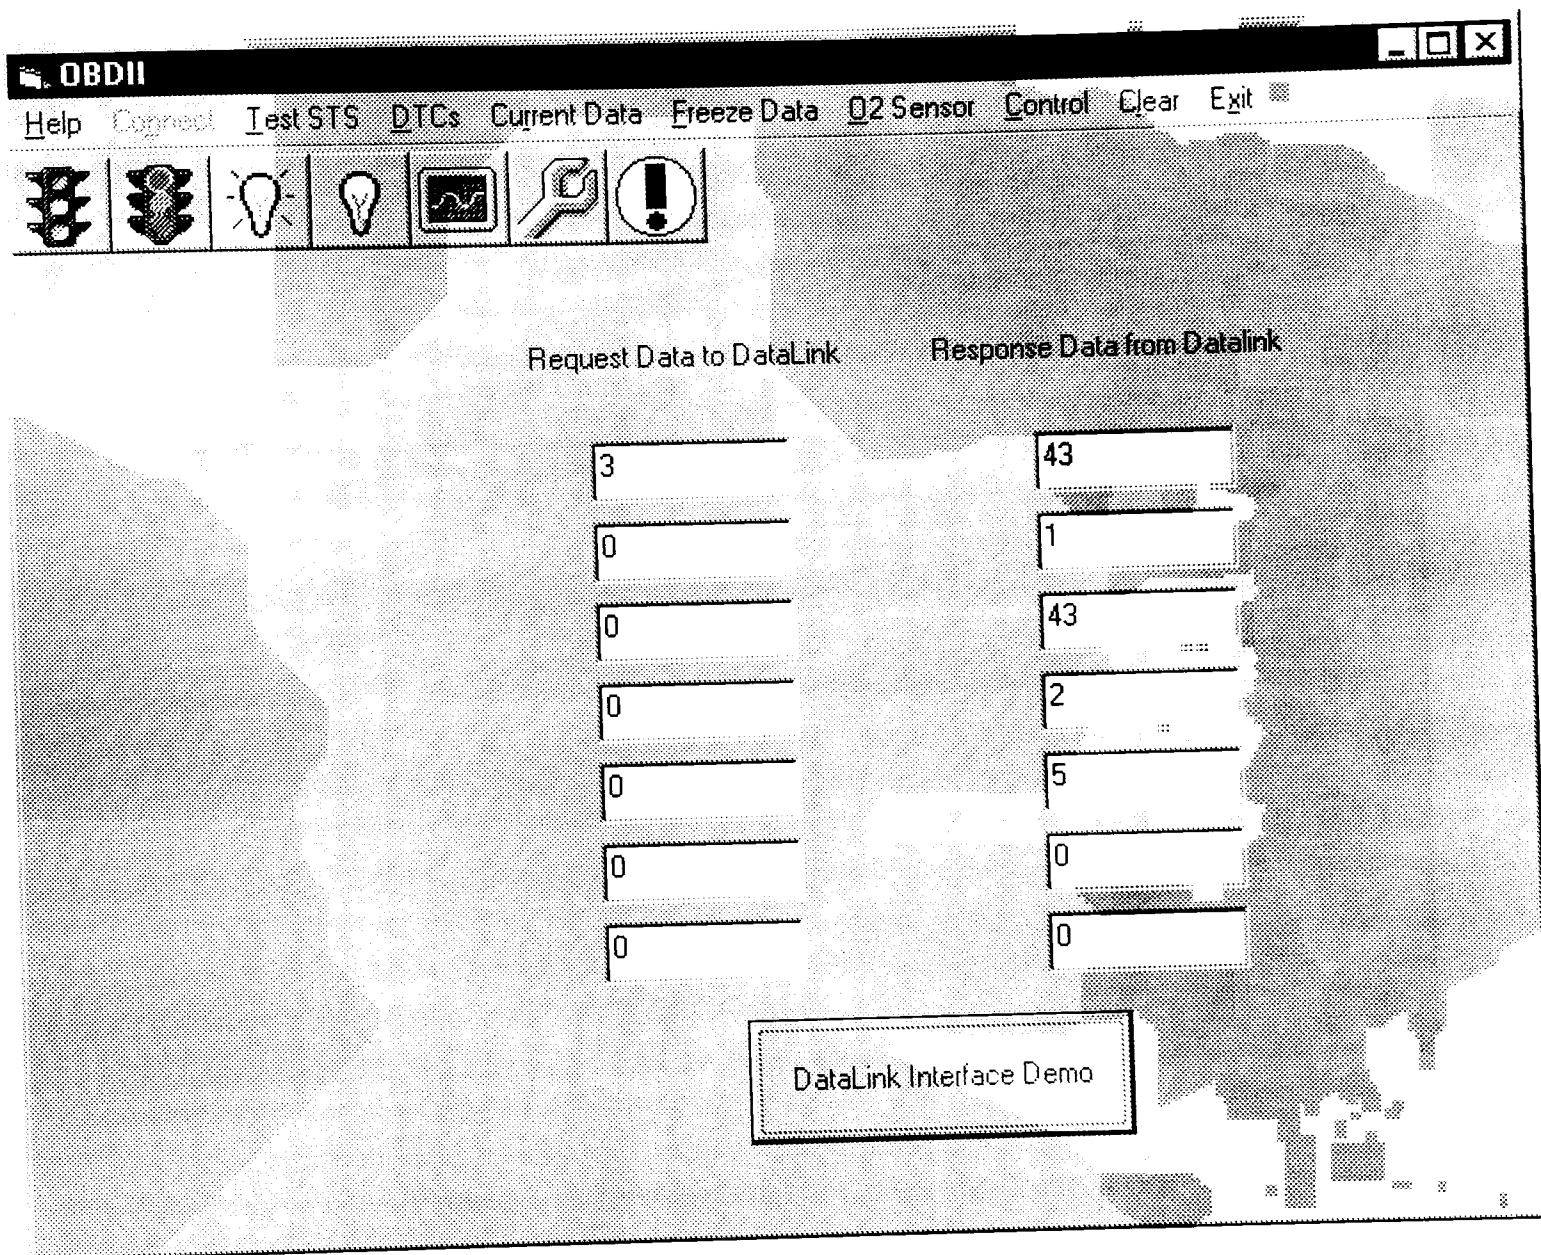 OBDII
Help Connect Test STS DTCs Current Data Freeze Data O2 Sensor Control Clear Exit
Request Data to DataLink Response Data from Datalink
3 43
0 1
0 43
0 2
0 5
0 0
0 0
DataLink Interface Demo